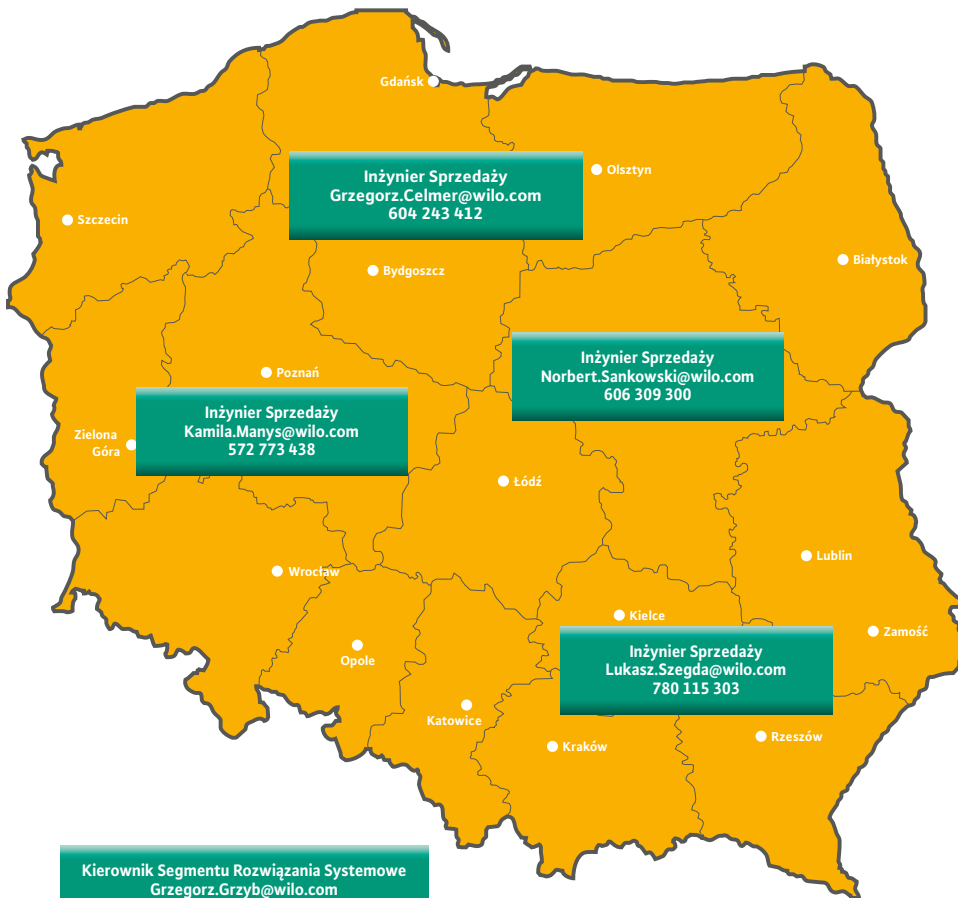 Gdańsk
Inżynier Sprzedaży
Grzegorz.Celmer@wilo.com
604 243 412
Olsztyn
Szczecin
Bydgoszcz
Białystok
Inżynier Sprzedaży
Norbert.Sankowski@wilo.com
606 309 300
Poznań
Inżynier Sprzedaży
Kamila.Manys@wilo.com
572 773 438
Zielona
Góra
Łódź
Wrocław
Lublin
Kielce
Zamość
Inżynier Sprzedaży
Lukasz.Szegda@wilo.com
780 115 303
Opole
Katowice
Kraków
Rzeszów
Kierownik Segmentu Rozwiązania Systemowe
Grzegorz.Grzyb@wilo.com